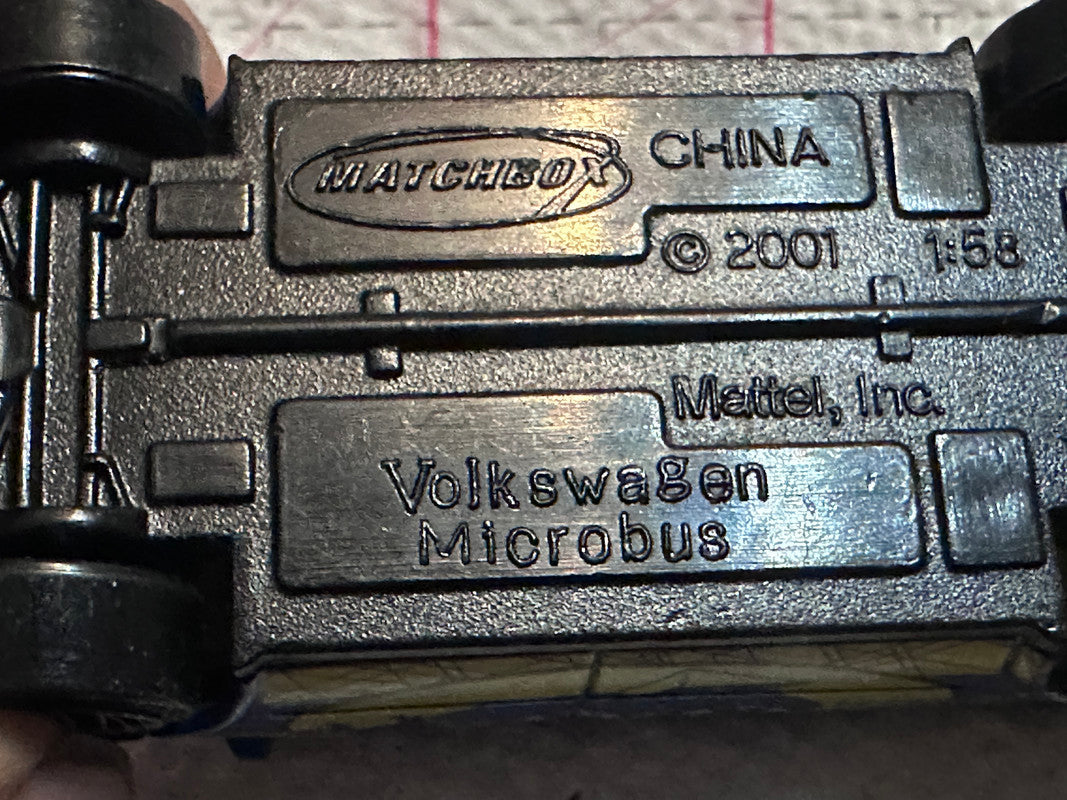 MATCHBOX CHINA
© 2001 1:58
Mattel, Inc.
Volkswagen
Microbus